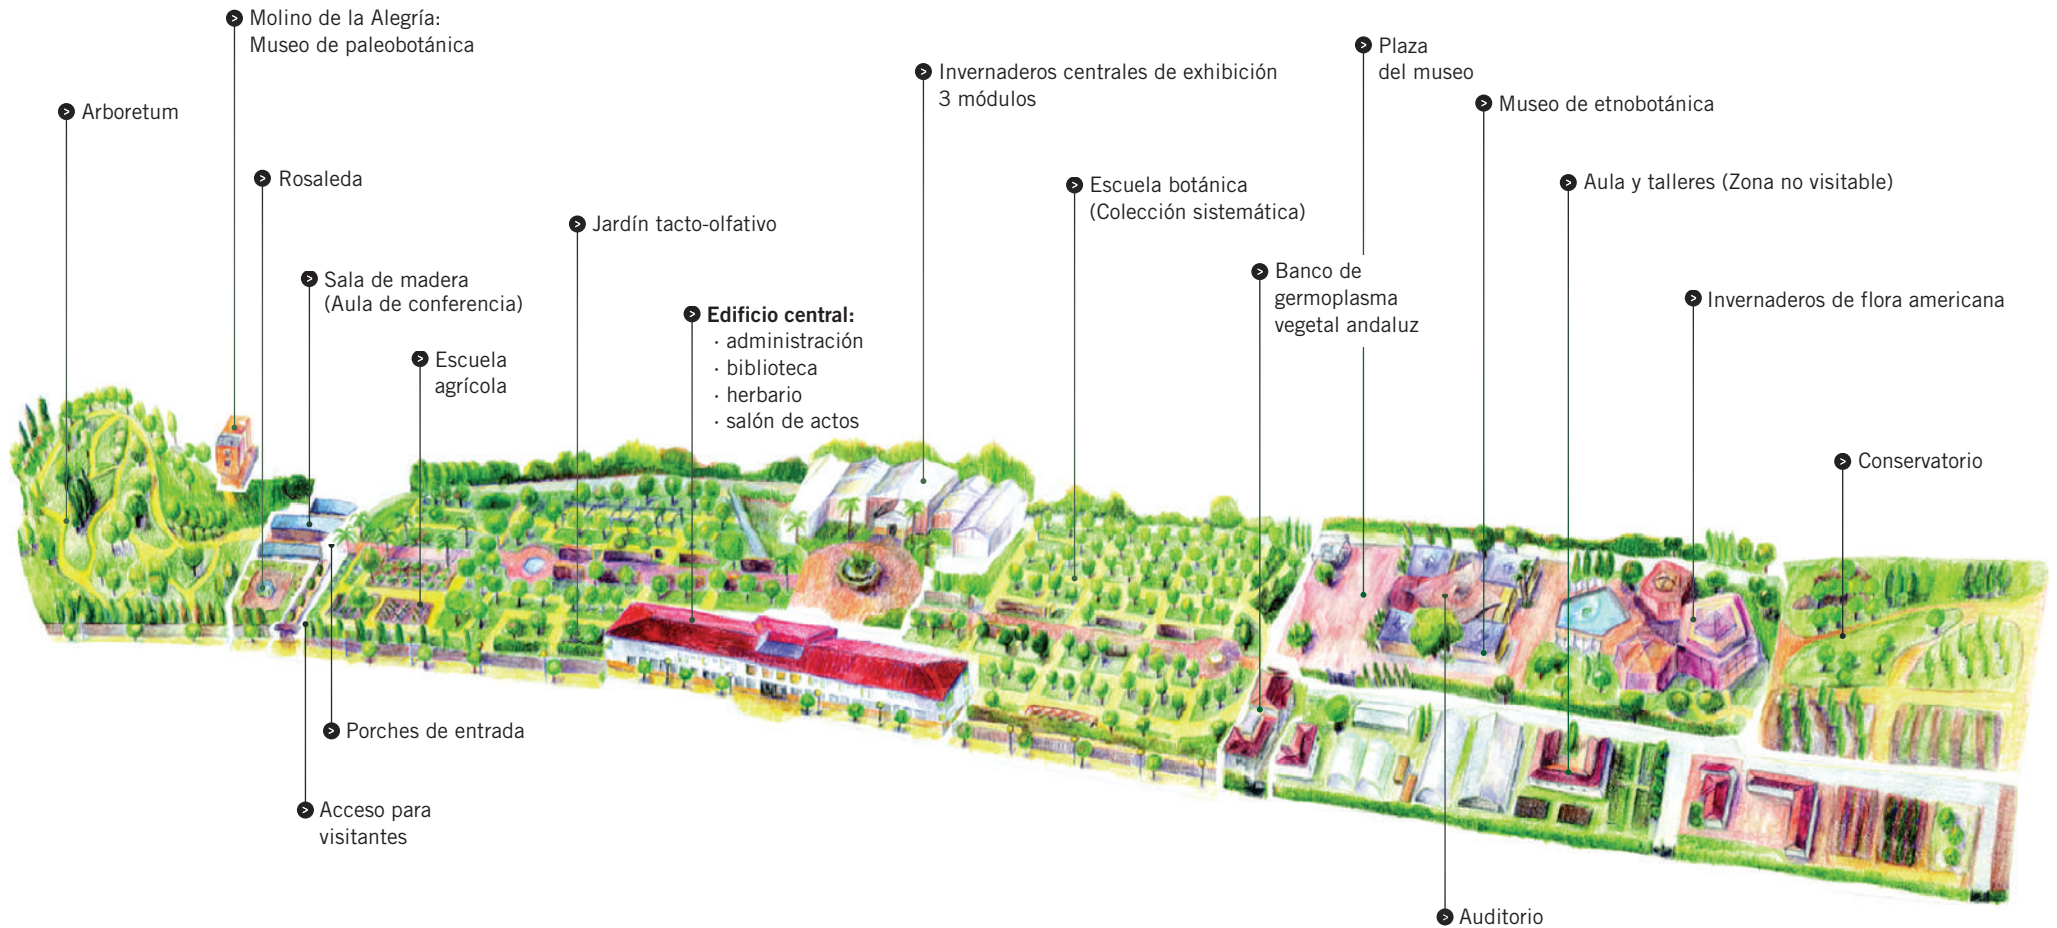 Molino de la Alegría:
Museo de paleobotánica
Arboretum
Rosaleda
Sala de madera
(Aula de conferencia)
Escuela
agrícola
Jardín tacto-olfativo
Edificio central:
· administración
· biblioteca
· herbario
· salón de actos
Invernaderos centrales de exhibición
3 módulos
Escuela botánica
(Colección sistemática)
Banco de
germoplasma
vegetal andaluz
Plaza
del museo
Museo de etnobotánica
Aula y talleres (Zona no visitable)
Invernaderos de flora americana
Conservatorio
Porches de entrada
Acceso para
visitantes
Auditorio